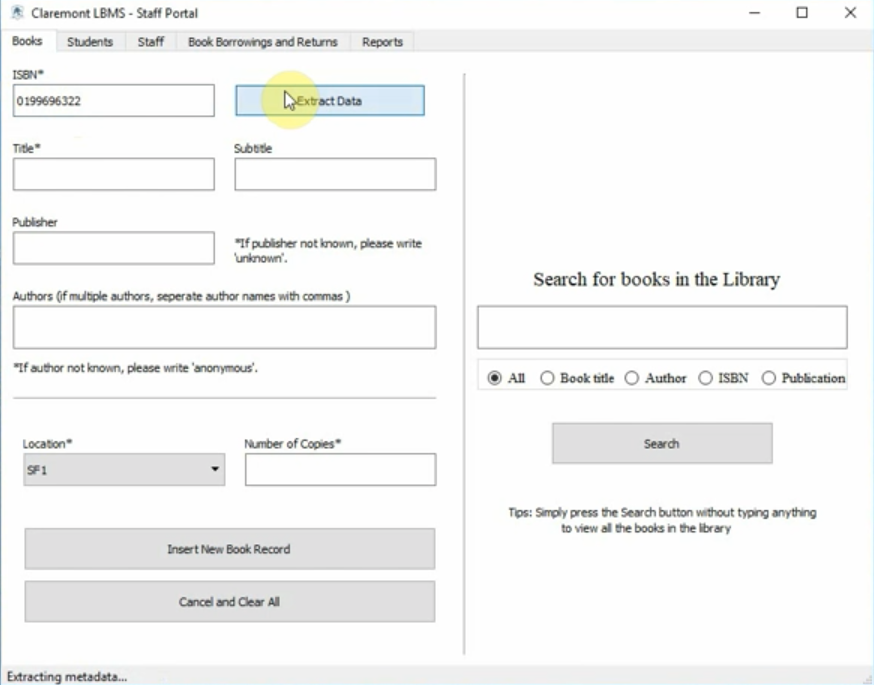 Claremont LBMS - Staff Portal
Books Students Staff Book Borrowings and Returns Reports
ISBN*
0199696322 Extract Data
Title* Subtitle
Publisher
*If publisher not known, please write
'unknown'.
Authors (if multiple authors, seperate author names with commas )
*If author not known, please write 'anonymous'.
Location* Number of Copies*
SF1
Insert New Book Record
Cancel and Clear All
Search for books in the Library
All Book title Author ISBN Publication
Search
Tips: Simply press the Search button without typing anything
to view all the books in the library
Extracting metadata...